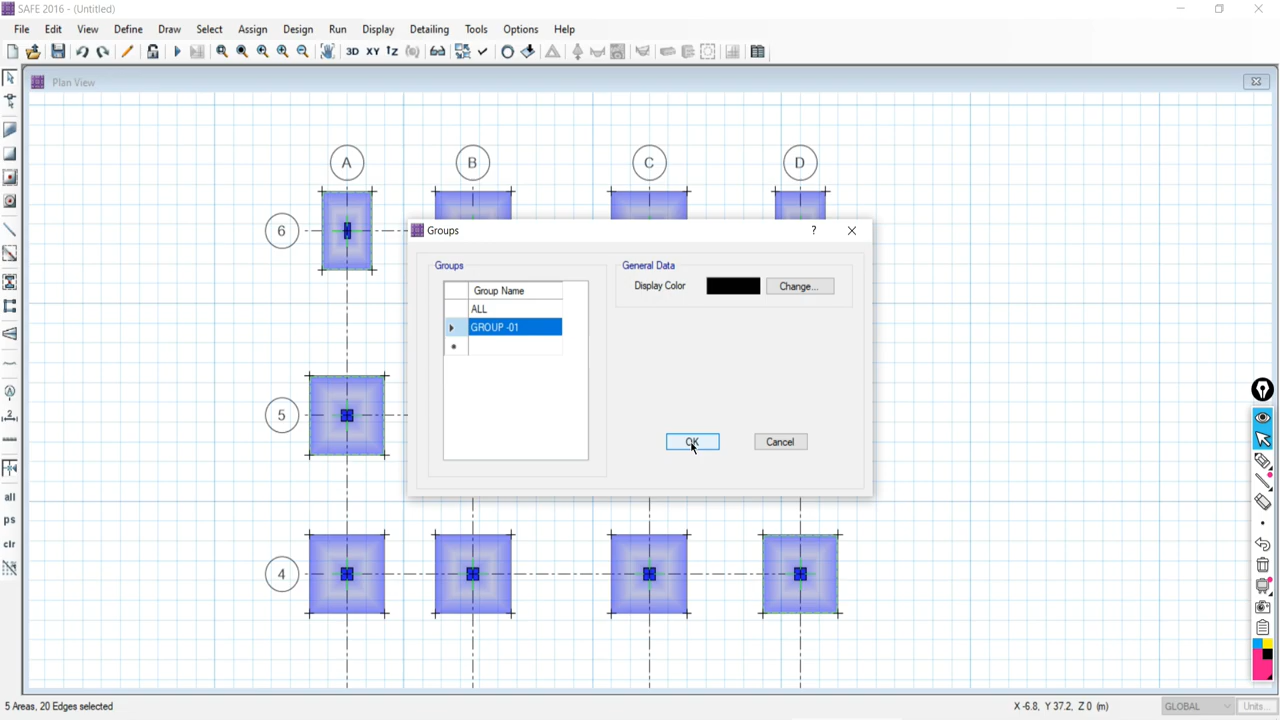 SAFE 2016 - (Untitled)
File Edit View Define Draw Select Assign Design Run Display Detailing Tools Options Help
3D XY
Plan View
A B C D
6
Groups
?
Groups
General Data
Group Name
Display Color
Change...
ALL
GROUP -01
5
OK
Cancel
4
all
ps
clr
5 Areas, 20 Edges selected
X -6.8, Y 37.2, Z 0 (m)
GLOBAL
Units...